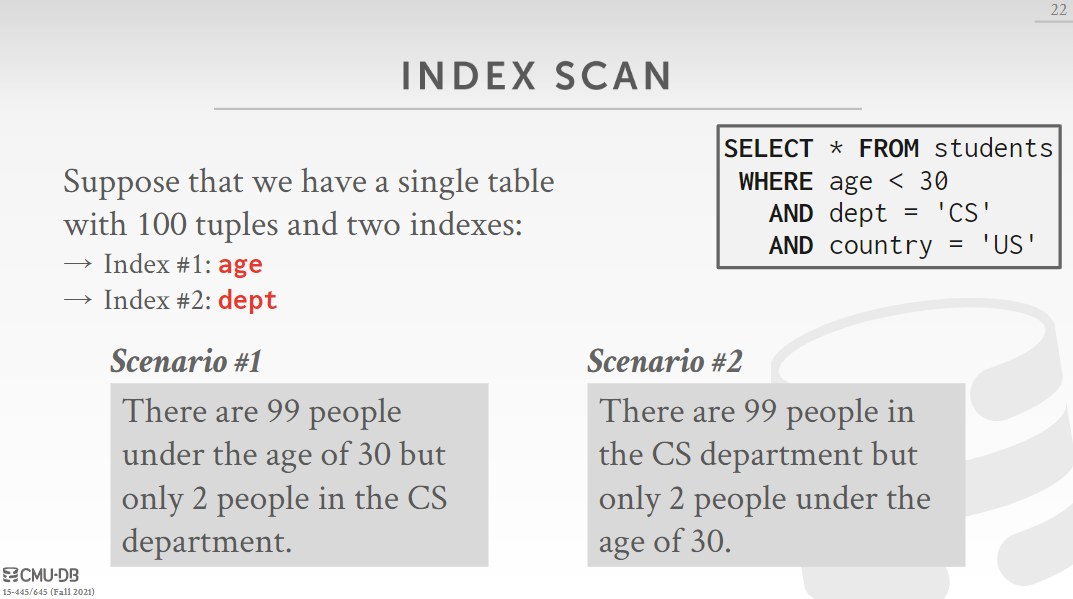 22
INDEX SCAN
SELECT * FROM students
WHERE age < 30
AND dept = 'CS'
AND country = 'US'
Suppose that we have a single table
with 100 tuples and two indexes:
→ Index #1: age
→ Index #2: dept
Scenario #1
There are 99 people
under the age of 30 but
only 2 people in the CS
department.
Scenario #2
There are 99 people in
the CS department but
only 2 people under the
age of 30.
CMU·DB
15-445/645 (Fall 2021)